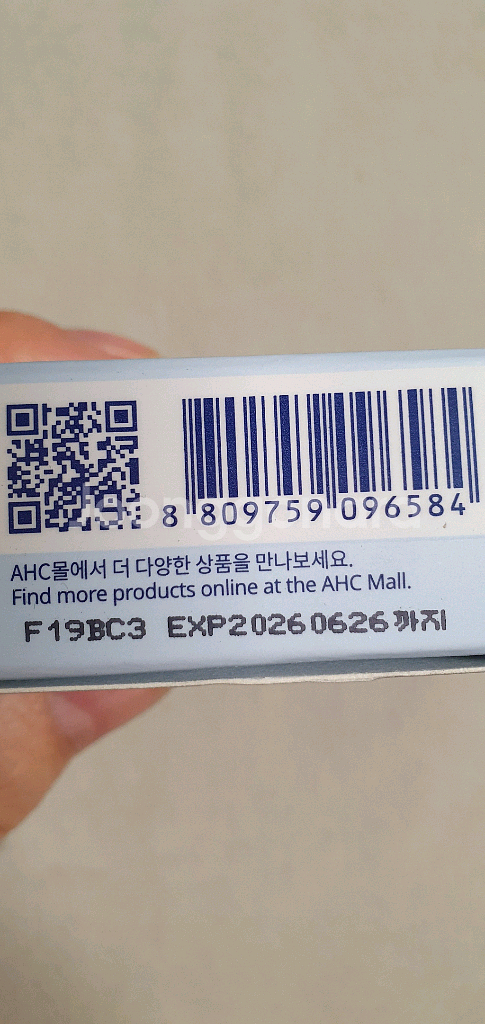 8 809759 096584
AHC몰에서 더 다양한 상품을 만나보세요.
Find more products online at the AHC Mall.
F19BC3 EXP20260626까지
Joonggonara